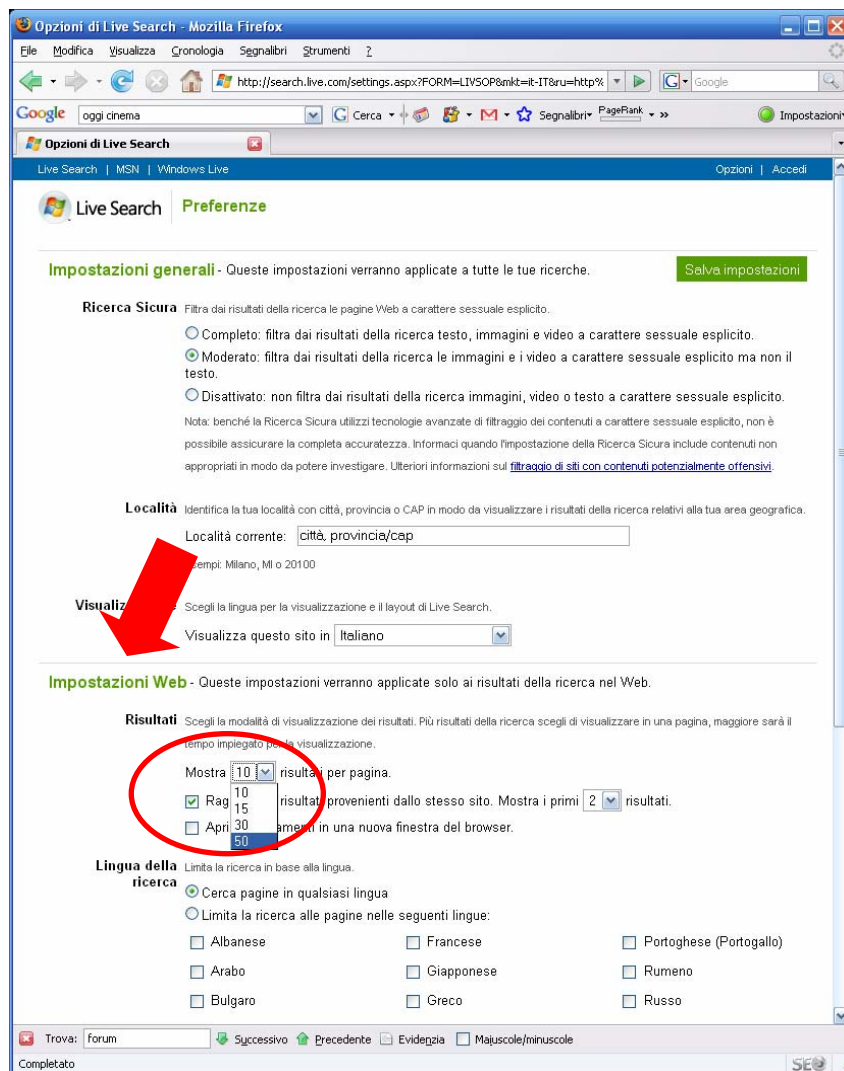 Opzioni di Live Search - Mozilla Firefox
File Modifica Visualizza Cronologia Segnalibri Strumenti ?
http://search.live.com/settings.aspx?FORM=LIVSOP&mkt=it-IT&ru=http% G Google
Google oggi cinema G Cerca Segnalibri PageRank » Impostazioni
Opzioni di Live Search
Live Search | MSN | Windows Live Opzioni | Accedi
Live Search Preferenze
Impostazioni generali - Queste impostazioni verranno applicate a tutte le tue ricerche. Salva impostazioni
Ricerca Sicura Filtra dai risultati della ricerca le pagine Web a carattere sessuale esplicito.
Completo: filtra dai risultati della ricerca testo, immagini e video a carattere sessuale esplicito.
Moderato: filtra dai risultati della ricerca le immagini e i video a carattere sessuale esplicito ma non il
testo.
Disattivato: non filtra dai risultati della ricerca immagini, video o testo a carattere sessuale esplicito.
Nota: benché la Ricerca Sicura utilizzi tecnologie avanzate di filtraggio dei contenuti a carattere sessuale esplicito, non è
possibile assicurare la completa accuratezza. Informaci quando l'impostazione della Ricerca Sicura include contenuti non
appropriati in modo da potere investigare. Ulteriori informazioni sul filtraggio di siti con contenuti potenzialmente offensivi.
Località Identifica la tua località con città, provincia o CAP in modo da visualizzare i risultati della ricerca relativi alla tua area geografica.
Località corrente: città, provincia/cap
empi: Milano, MI o 20100
Visuali e Scegli la lingua per la visualizzazione e il layout di Live Search.
Visualizza questo sito in Italiano
Impostazioni Web - Queste impostazioni verranno applicate solo ai risultati della ricerca nel Web.
Risultati Scegli la modalità di visualizzazione dei risultati. Più risultati della ricerca scegli di visualizzare in una pagina, maggiore sarà il
tempo impiegato per la visualizzazione.
Mostra 10 risultati per pagina.
10
Rag risultati provenienti dallo stesso sito. Mostra i primi 2 risultati.
15
30
Apri amenti in una nuova finestra del browser.
50
Lingua della ricerca Limita la ricerca in base alla lingua.
Cerca pagine in qualsiasi lingua
Limita la ricerca alle pagine nelle seguenti lingue:
Albanese Francese Portoghese (Portogallo)
Arabo Giapponese Rumeno
Bulgaro Greco Russo
Trova: forum Successivo Precedente Evidenzia Majuscole/minuscole
Completato SEO